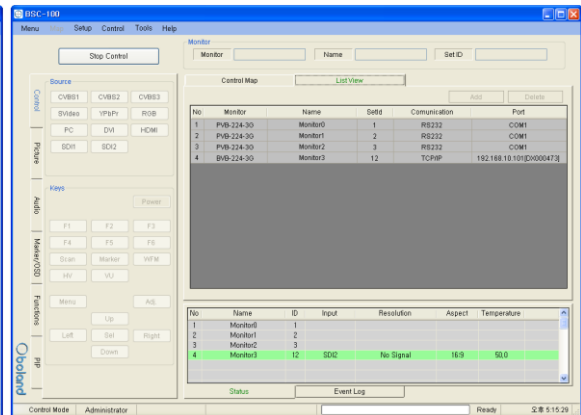 BSC-100
Menu Setup Control Tools Help
Stop Control
Monitor
Monitor Name Set ID
Source
CVBS1 CVBS2 CVBS3
SVideo YPbPr RGB
PC DVI HDMI
SDI1 SDI2
Keys
Power
F1 F2 F3
F4 F5 F6
Scan Marker WFM
HV VU
Menu Adj.
Up
Left Sel Right
Down
Control
Picture
Audio
Marker/OSD
Functions
PIP
boland
Control Map List View
Add Delete
No Monitor Name SetId Comunication Port
1 PVB-224-3G Monitor0 1 RS232 COM1
2 PVB-224-3G Monitor1 2 RS232 COM1
3 PVB-224-3G Monitor2 3 RS232 COM1
4 BVB-224-3G Monitor3 12 TCP/IP 192.168.10.101[DX000473]
No Name ID Input Resolution Aspect Temperature
1 Monitor0 1
2 Monitor1 2
3 Monitor2 3
4 Monitor3 12 SDI2 No Signal 16:9 50,0
Status Event Log
Control Mode Administrator Ready 오후 5:15:29